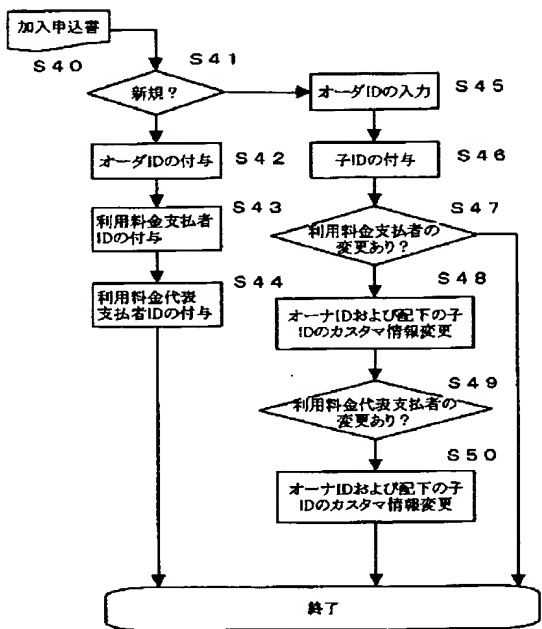 加入申込書
S40
S41
新規？
オーダIDの入力
S45
オーダIDの付与
S42
子IDの付与
S46
利用料金支払者
IDの付与
S43
利用料金支払者の
変更あり？
S47
利用料金代表
支払者IDの付与
S44
S48
オーナIDおよび配下の子
IDのカスタマ情報変更
S49
利用料金代表支払者の
変更あり？
S50
オーナIDおよび配下の子
IDのカスタマ情報変更
終了